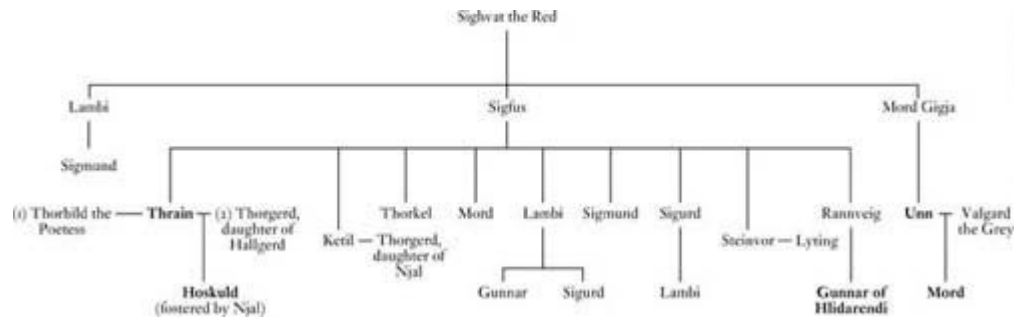 Sighvat the Red
Lambi
Sigfus
Mord Gigja
Sigmund
(1) Thorhild the
Poetess
Thrain
(2) Thorgerd,
daughter of
Hallgerd
Ketil
Thorgerd,
daughter of
Njal
Thorkel
Mord
Lambi
Sigmund
Sigurd
Steinvor
Lyting
Rannveig
Unn
Valgard
the Grey
Hoskuld
(fostered by Njal)
Gunnar
Sigurd
Lambi
Gunnar of
Hlidarendi
Mord